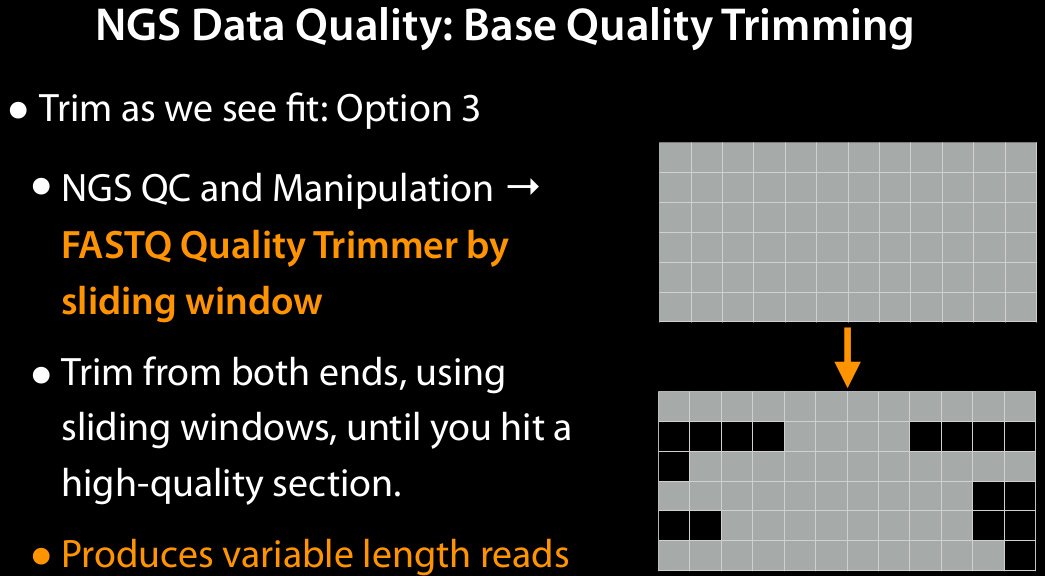 NGS Data Quality: Base Quality Trimming
● Trim as we see fit: Option 3
● NGS QC and Manipulation →
FASTQ Quality Trimmer by
sliding window
● Trim from both ends, using
sliding windows, until you hit a
high-quality section.
● Produces variable length reads